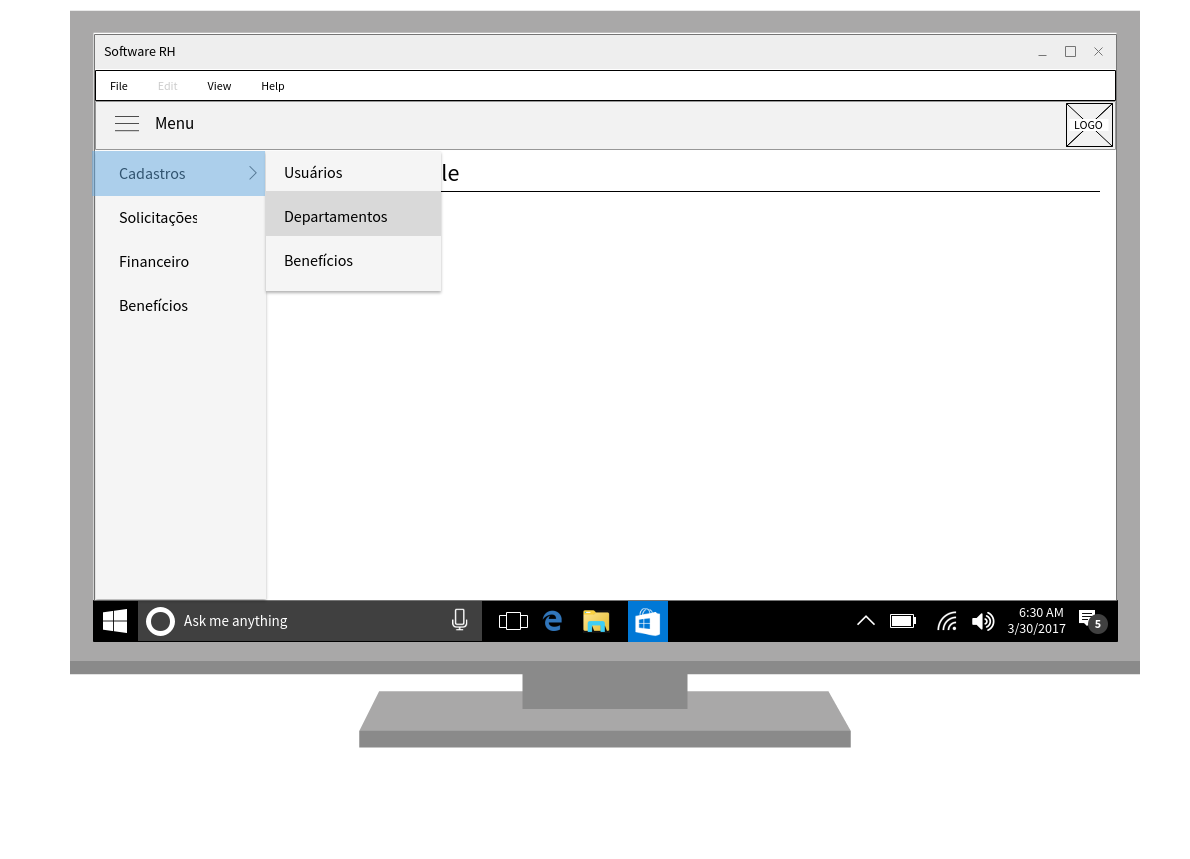 Software RH
File Edit View Help
Menu
LOGO
Cadastros
Usuários
le
Solicitações
Departamentos
Financeiro
Benefícios
Benefícios
Ask me anything
6:30 AM
3/30/2017
5